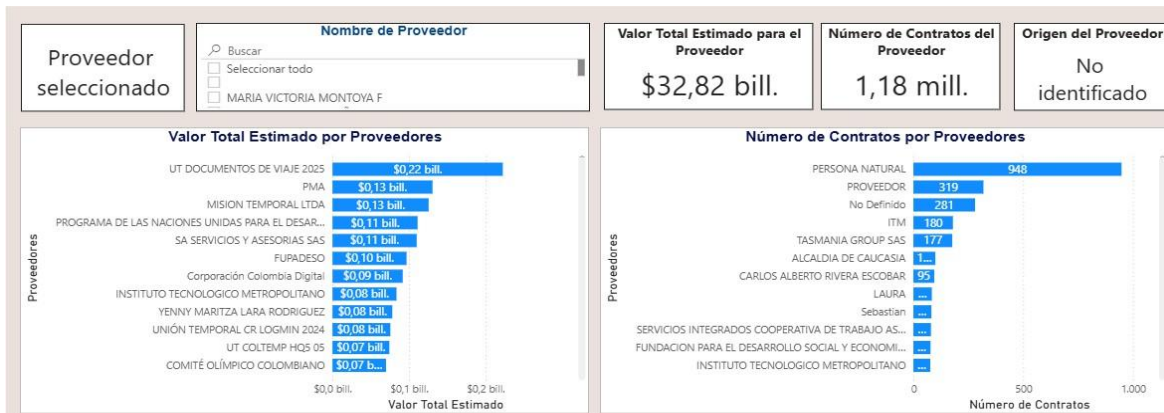 Proveedor
seleccionado
Nombre de Proveedor
Buscar
Seleccionar todo
MARIA VICTORIA MONTOYA F
Valor Total Estimado para el
Proveedor
$32,82 bill.
Número de Contratos del
Proveedor
1,18 mill.
Origen del Proveedor
No
identificado
Valor Total Estimado por Proveedores
Proveedores
UT DOCUMENTOS DE VIAJE 2025 $0,22 bill.
PMA $0,13 bill.
MISION TEMPORAL LTDA $0,13 bill.
PROGRAMA DE LAS NACIONES UNIDAS PARA EL DESAR... $0,11 bill.
SA SERVICIOS Y ASESORIAS SAS $0,11 bill.
FUPADESO $0,10 bill.
Corporación Colombia Digital $0,09 bill.
INSTITUTO TECNOLOGICO METROPOLITANO $0,08 bill.
YENNY MARITZA LARA RODRIGUEZ $0,08 bill.
UNIÓN TEMPORAL CR LOGMIN 2024 $0,08 bill.
UT COLTEMP HQ5 05 $0,07 bill.
COMITÉ OLÍMPICO COLOMBIANO $0,07 b...
$0,0 bill. $0,1 bill. $0,2 bill.
Valor Total Estimado
Número de Contratos por Proveedores
Proveedores
PERSONA NATURAL 948
PROVEEDOR 319
No Definido 281
ITM 180
TASMANIA GROUP SAS 177
ALCALDIA DE CAUCASIA 1...
CARLOS ALBERTO RIVERA ESCOBAR 95
LAURA ...
Sebastian ...
SERVICIOS INTEGRADOS COOPERATIVA DE TRABAJO AS... ...
FUNDACION PARA EL DESARROLLO SOCIAL Y ECONOMI... ...
INSTITUTO TECNOLOGICO METROPOLITANO ...
0 500 1.000
Número de Contratos